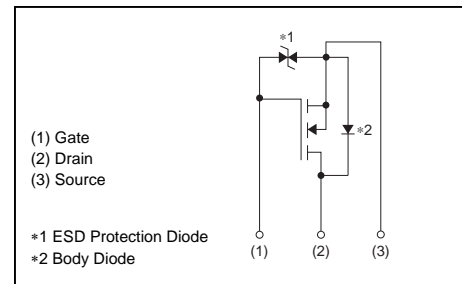 ∗1
∗2
(1) Gate
(2) Drain
(3) Source
∗1 ESD Protection Diode
∗2 Body Diode
(1) (2) (3)